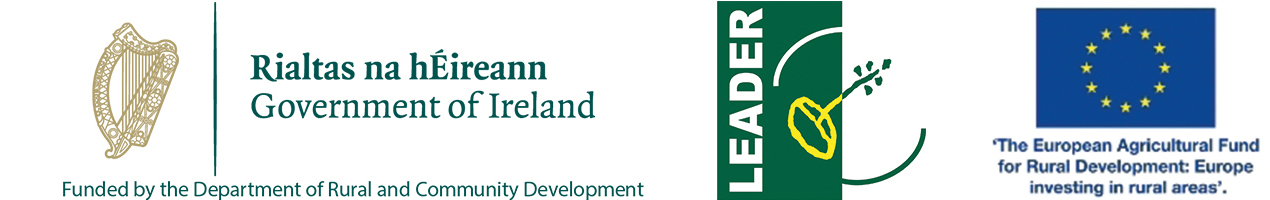 Rialtas na hÉireann
Government of Ireland
Funded by the Department of Rural and Community Development
LEADER
‘The European Agricultural Fund
for Rural Development: Europe
investing in rural areas’.